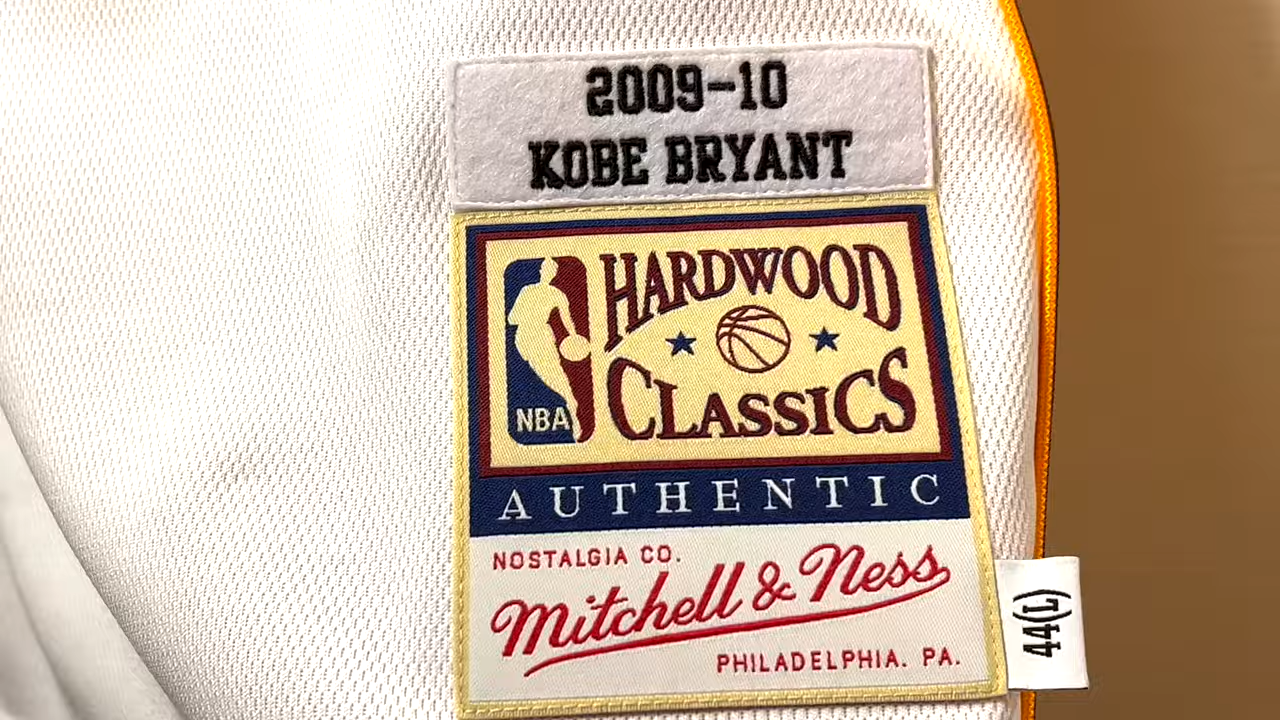 2009-10
KOBE BRYANT
HARDWOOD
CLASSICS
NBA
AUTHENTIC
NOSTALGIA CO.
Mitchell & Ness
PHILADELPHIA. PA.
44(L)